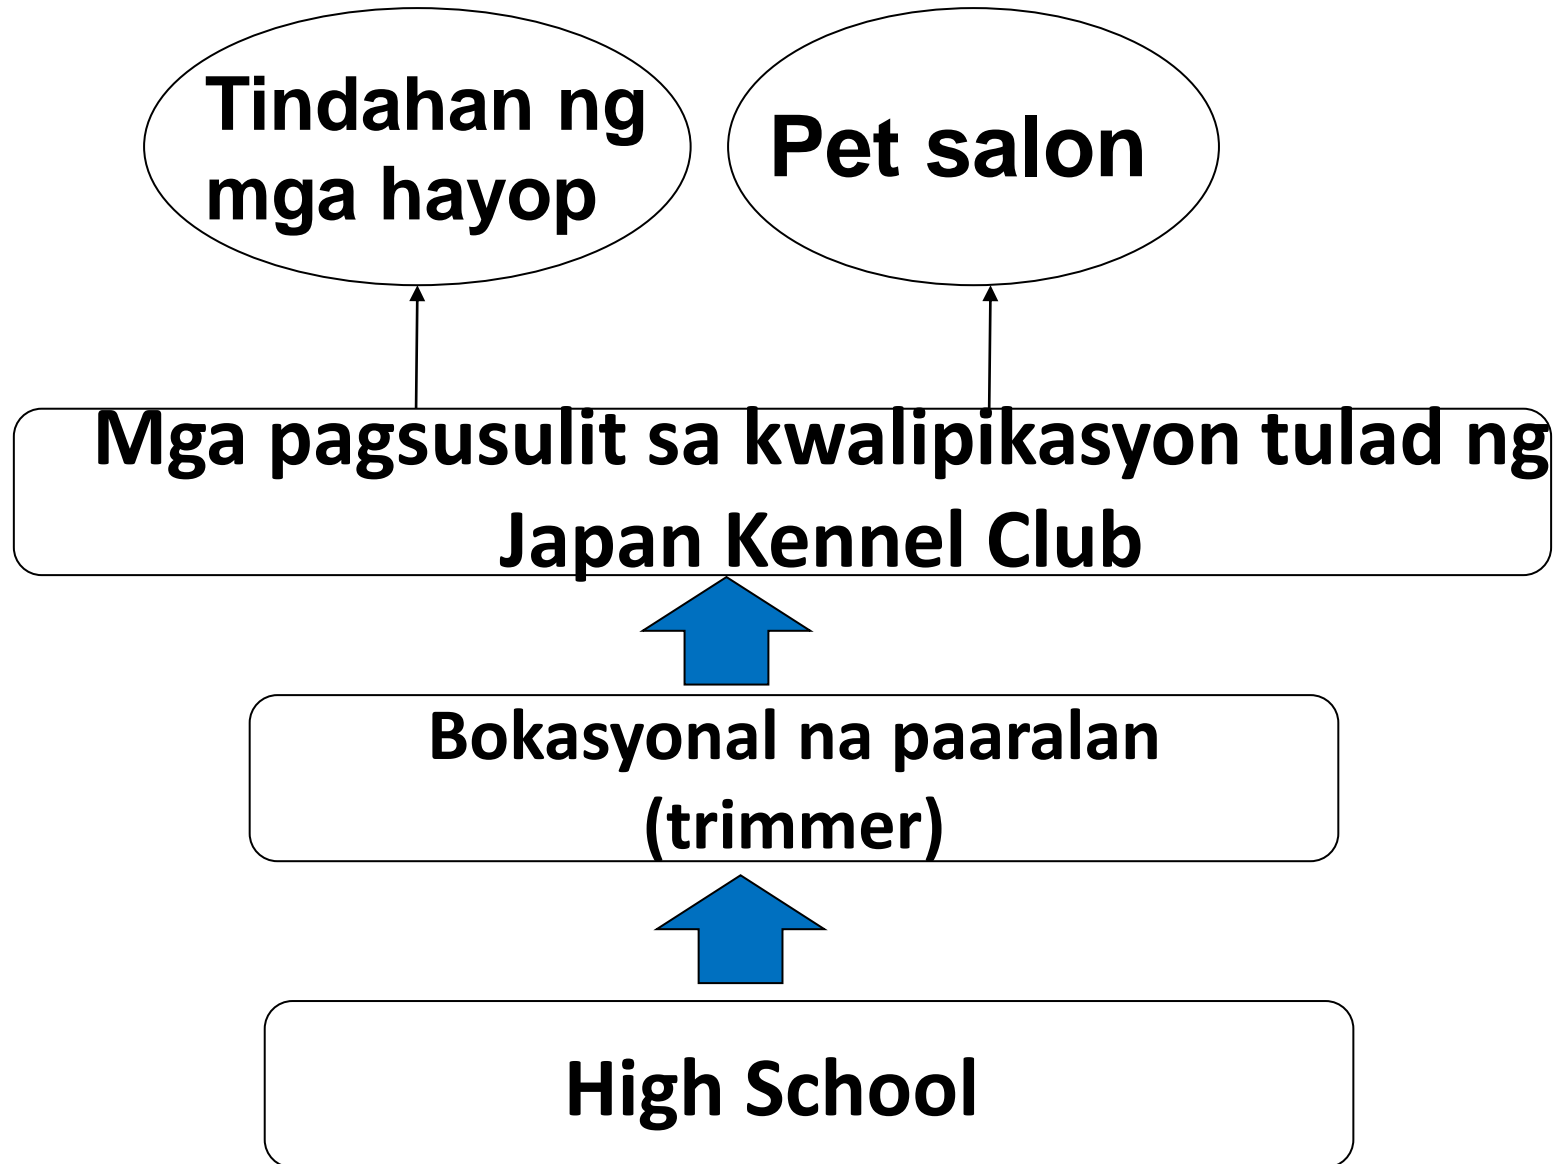 Tindahan ng
mga hayop
Pet salon
Mga pagsusulit sa kwalipikasyon tulad ng
Japan Kennel Club
Bokasyonal na paaralan
(trimmer)
High School